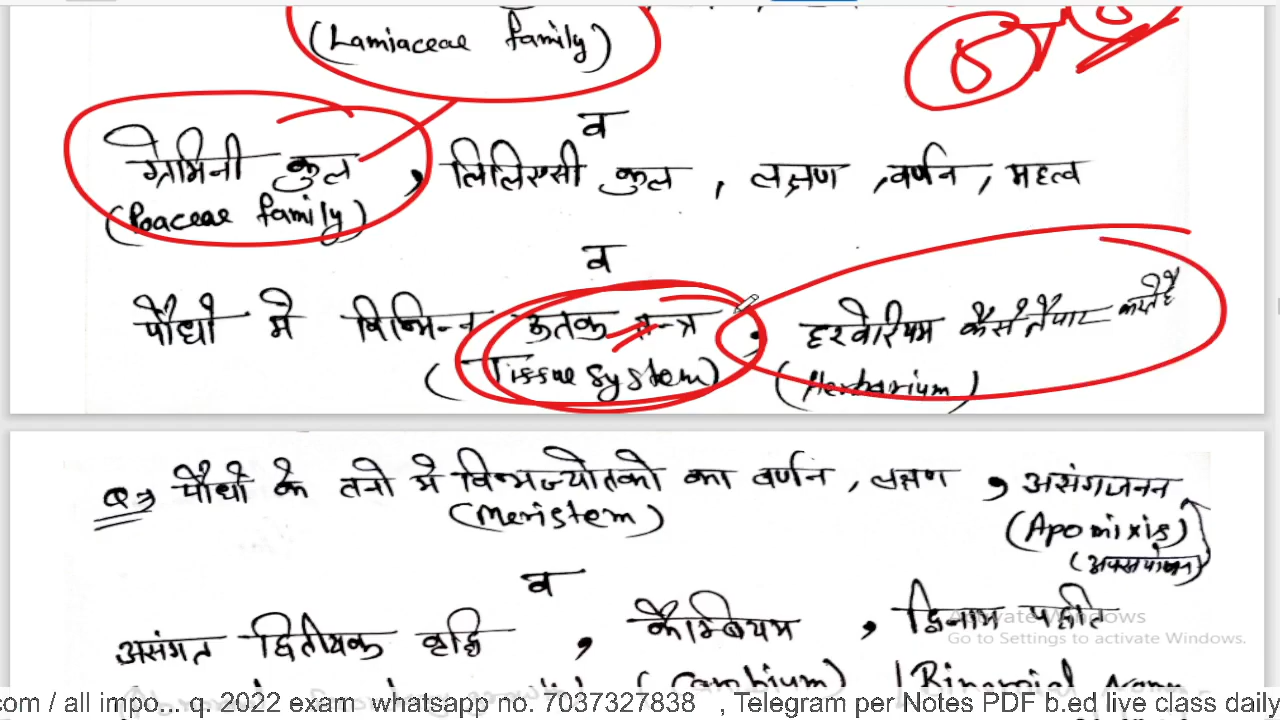 (Lamiaceae family)
व
ग्रेमिनी कुल , लिलिएसी कुल , लक्षण , वर्णन , महत्व
(Poaceae family)
व
पौधो मे विभिन्न ऊतक तन्त्र , हरबेरियम कैसे तैयार करते है
(Tissue System) (Herbarium)
Q → पौधो के तनो मे विभज्योतको का वर्णन , लक्षण , असंगजनन
(Meristem) (Apomixis)
व
असंगत द्वितीयक वृद्धि , कैम्बियम , द्विनाम पद्धति
Activate Windows
Go to Settings to activate Windows.
(Cambium) (Binomial
com / all impo... q. 2022 exam whatsapp no. 7037327838 , Telegram per Notes PDF b.ed live class daily